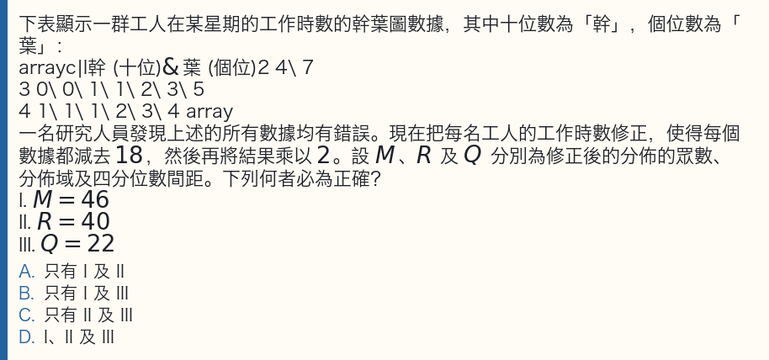 下表顯示一群工人在某星期的工作時數的幹葉圖數據，其中十位數為「幹」，個位數為「
葉」：
arrayc|l幹 (十位)& 葉 (個位)2 4\ 7
3 0\ 0\ 1\ 1\ 2\ 3\ 5
4 1\ 1\ 1\ 2\ 3\ 4 array
一名研究人員發現上述的所有數據均有錯誤。現在把每名工人的工作時數修正，使得每個
數據都減去 18，然後再將結果乘以 2。設 M、R 及 Q 分別為修正後的分佈的眾數、
分佈域及四分位數間距。下列何者必為正確？
I. M = 46
II. R = 40
III. Q = 22
A. 只有 I 及 II
B. 只有 I 及 III
C. 只有 II 及 III
D. I、II 及 III